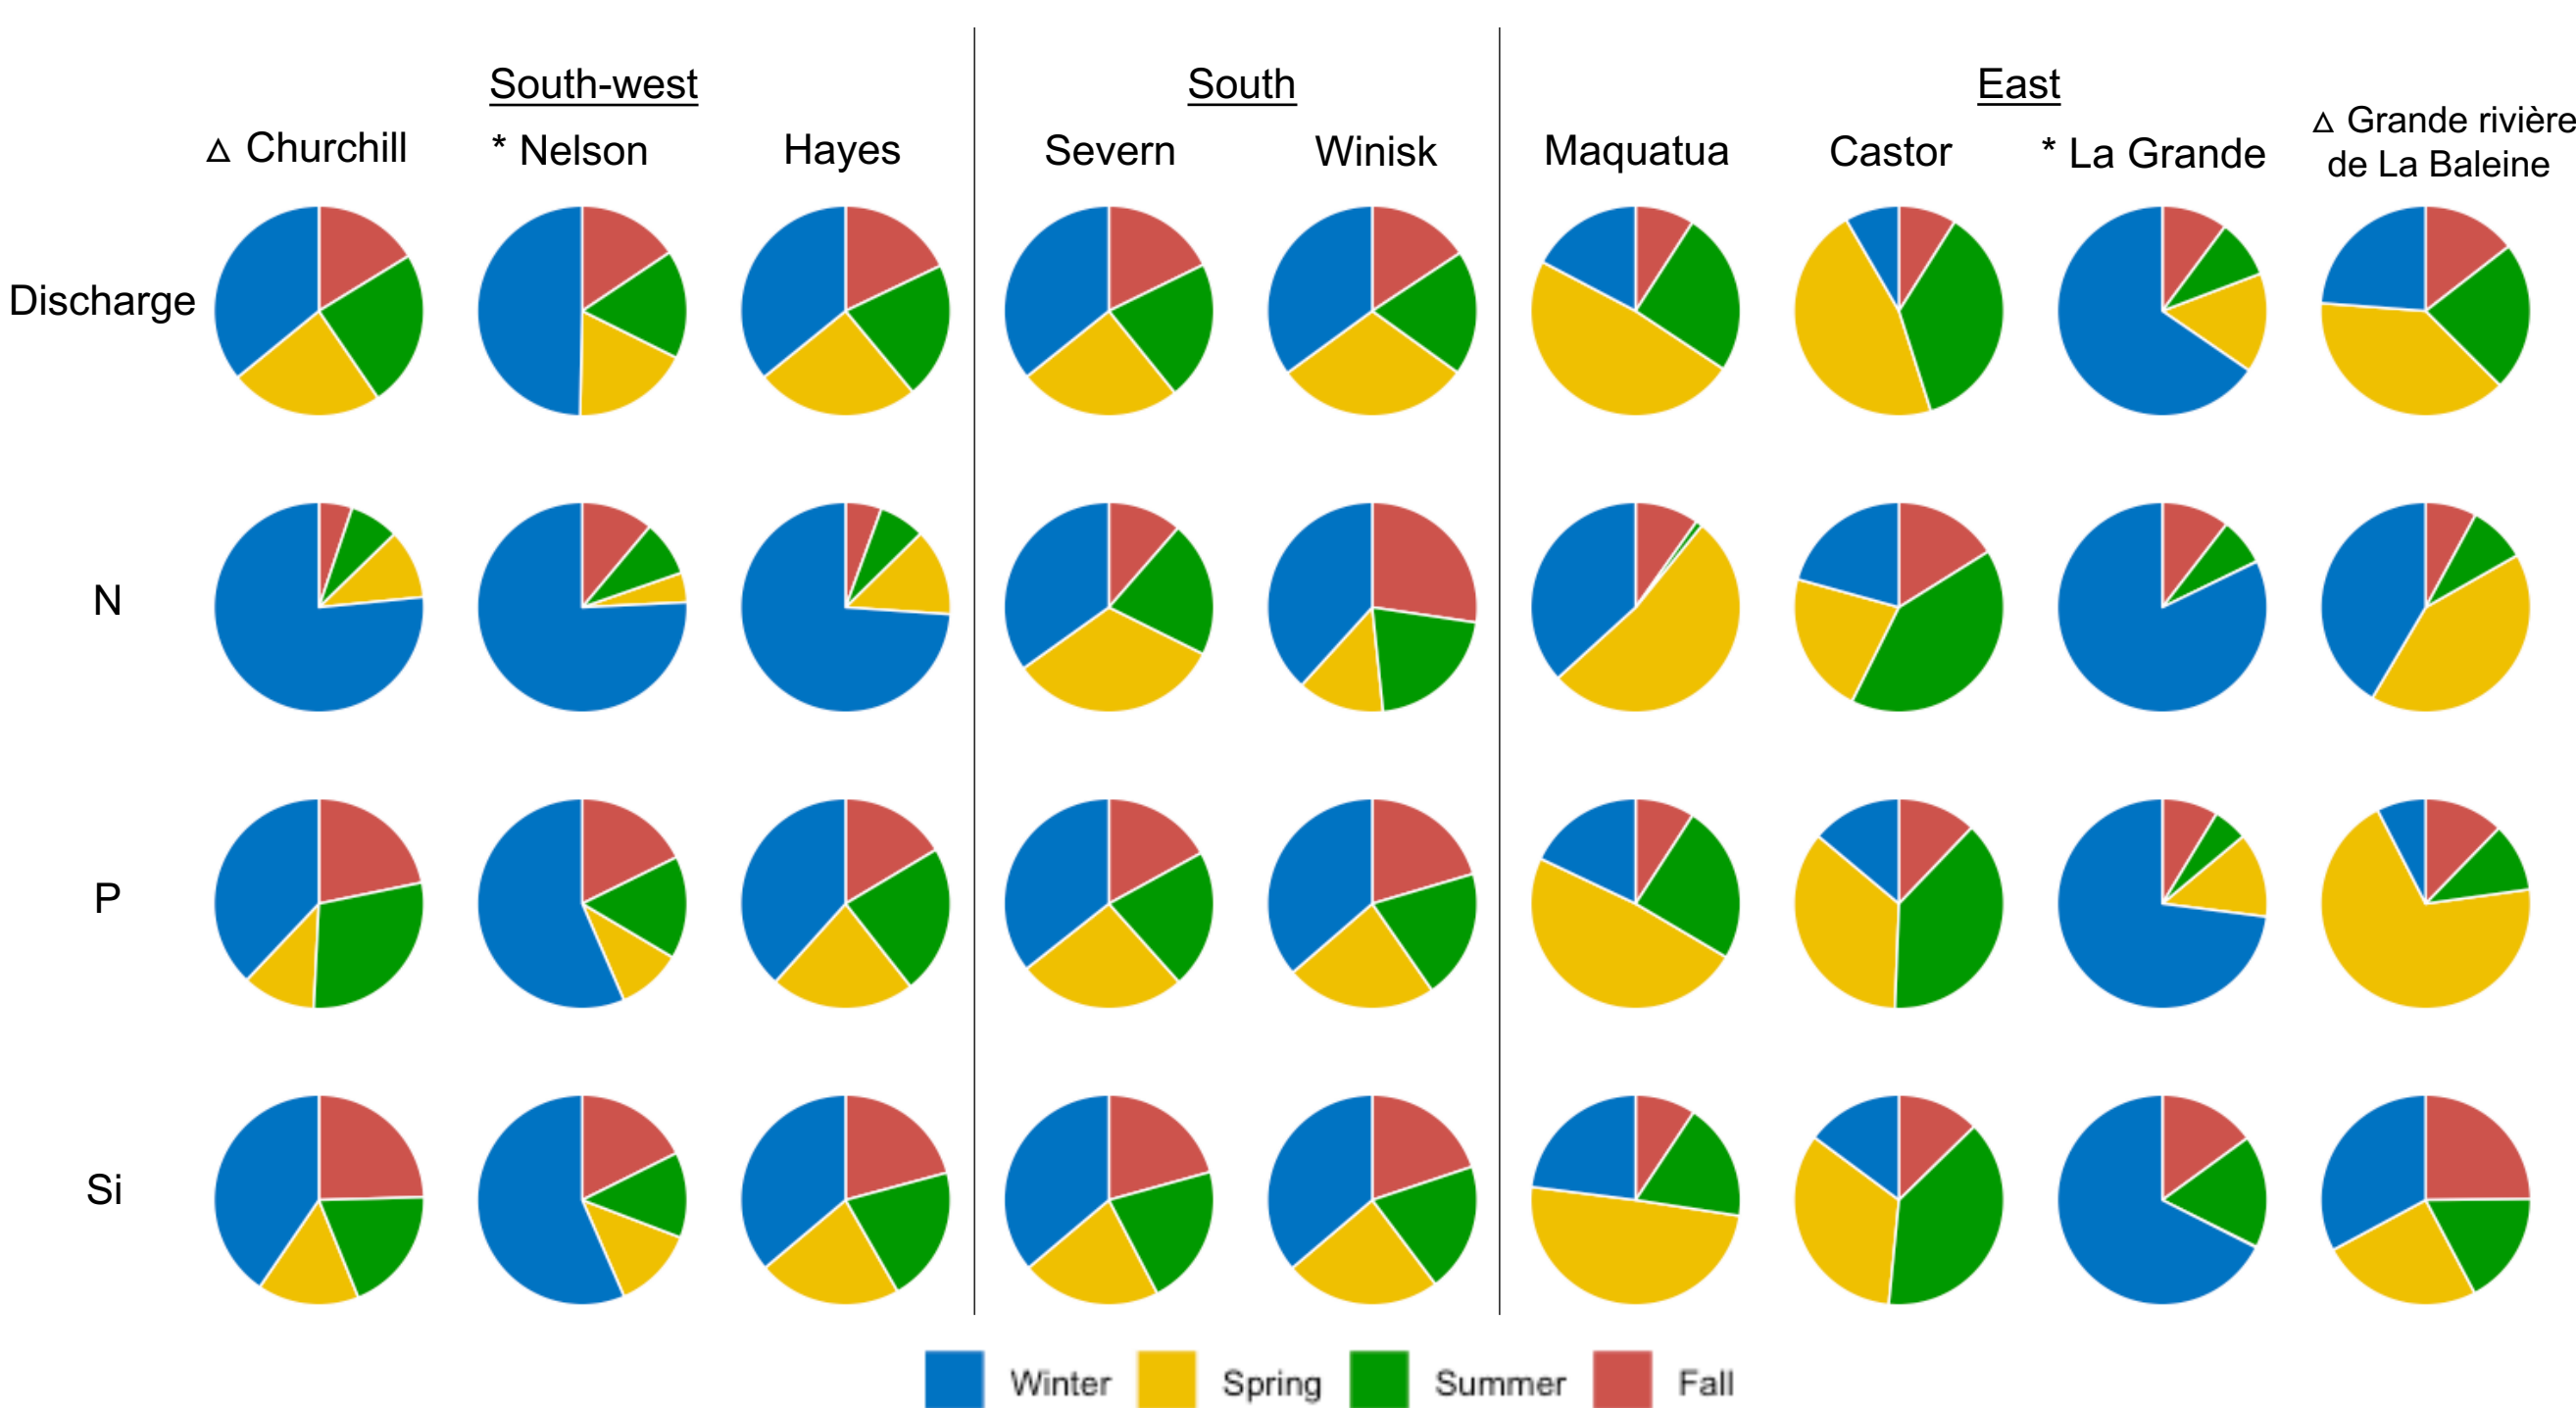 South-west
South
East
△ Churchill
* Nelson
Hayes
Severn
Winisk
Maquatua
Castor
* La Grande
△ Grande rivière
de La Baleine
Discharge
N
P
Si
Winter
Spring
Summer
Fall